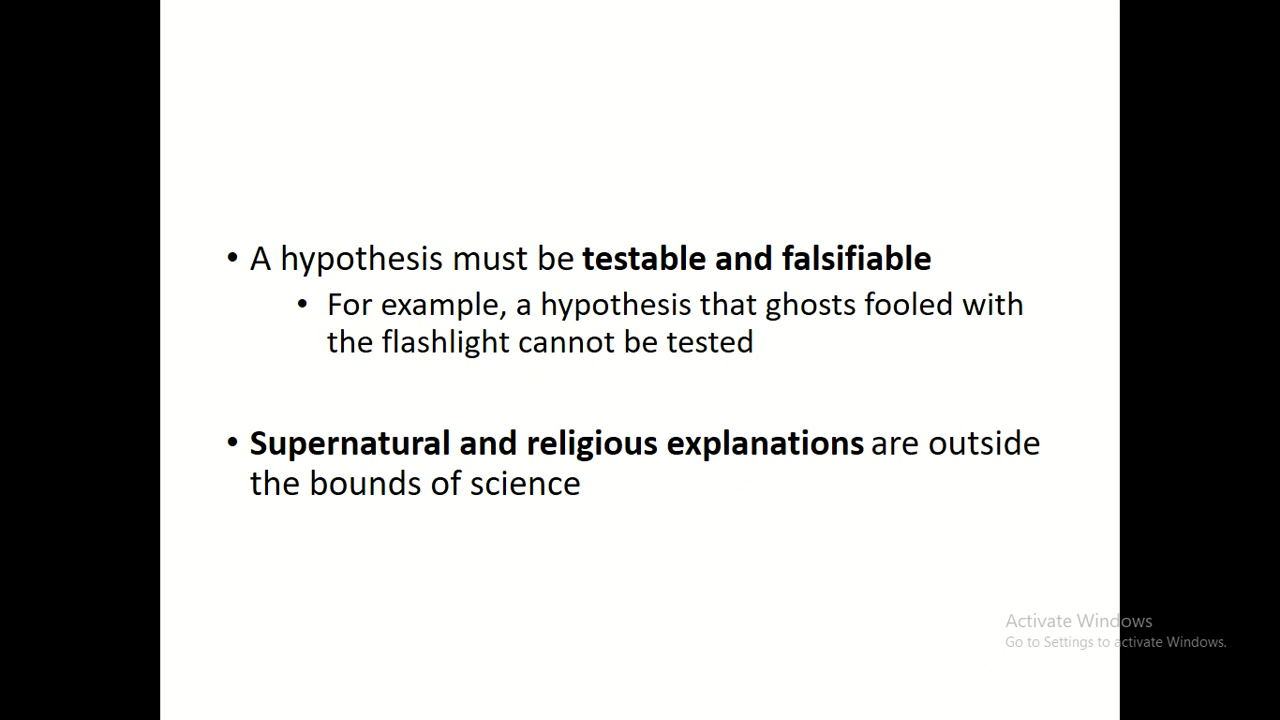 • A hypothesis must be testable and falsifiable
• For example, a hypothesis that ghosts fooled with
the flashlight cannot be tested
• Supernatural and religious explanations are outside
the bounds of science
Activate Windows
Go to Settings to activate Windows.